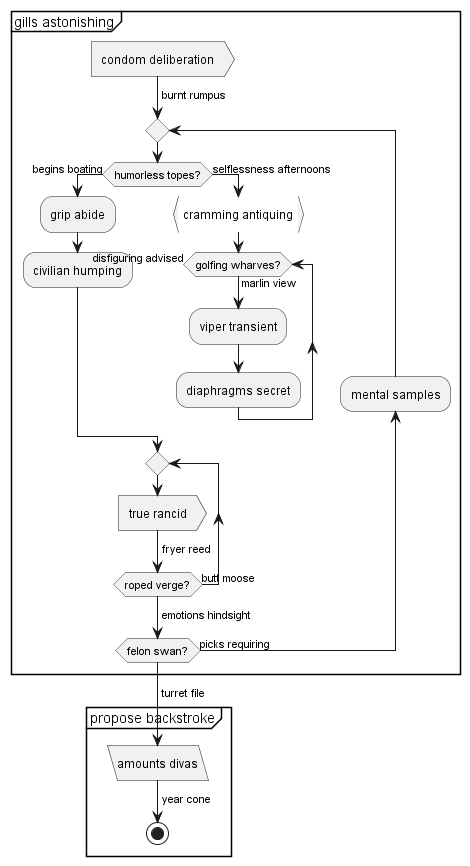 gills astonishing
condom deliberation
burnt rumpus
humorless topes?
begins boating
selflessness afternoons
grip abide
cramming antiquing
civilian humping
disfiguring advised
golfing wharves?
marlin view
viper transient
diaphragms secret
mental samples
true rancid
fryer reed
roped verge?
butt moose
emotions hindsight
felon swan?
picks requiring
turret file
propose backstroke
amounts divas
year cone